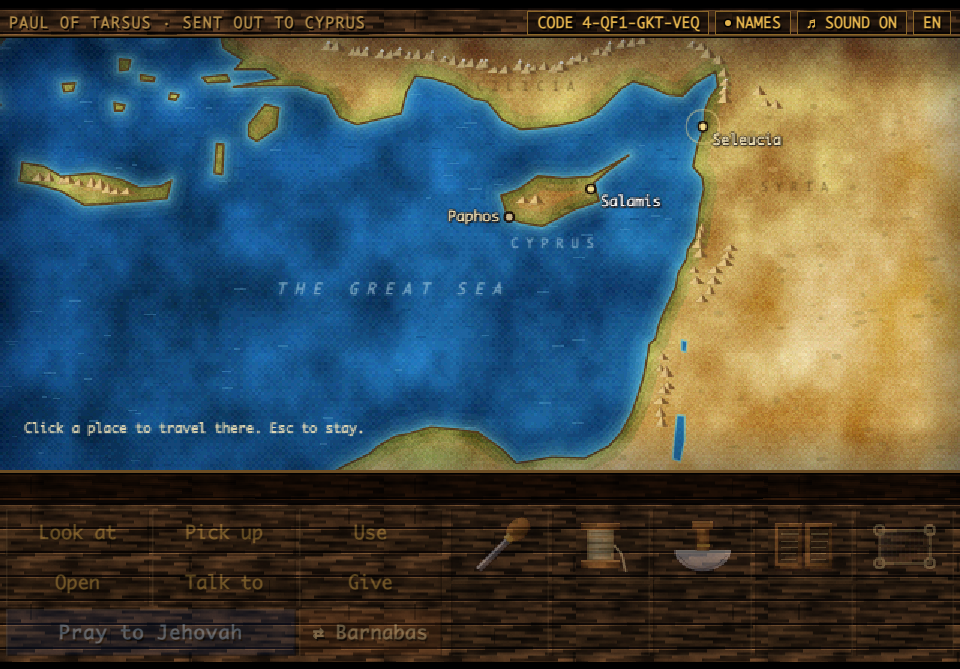 PAUL OF TARSUS · SENT OUT TO CYPRUS
CODE 4-QF1-GKT-VEQ
NAMES
SOUND ON
EN
CILICIA
Seleucia
SYRIA
Salamis
Paphos
CYPRUS
THE GREAT SEA
Click a place to travel there. Esc to stay.
Look at
Pick up
Use
Open
Talk to
Give
Pray to Jehovah
⇄ Barnabas